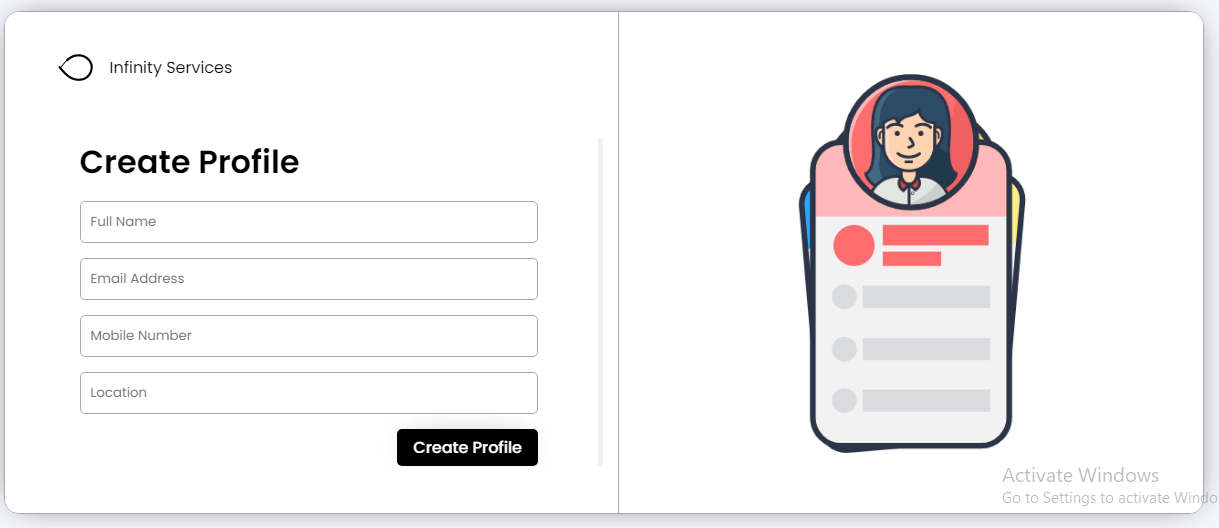 Infinity Services
Create Profile
Full Name
Email Address
Mobile Number
Location
Create Profile
Activate Windows
Go to Settings to activate Windo